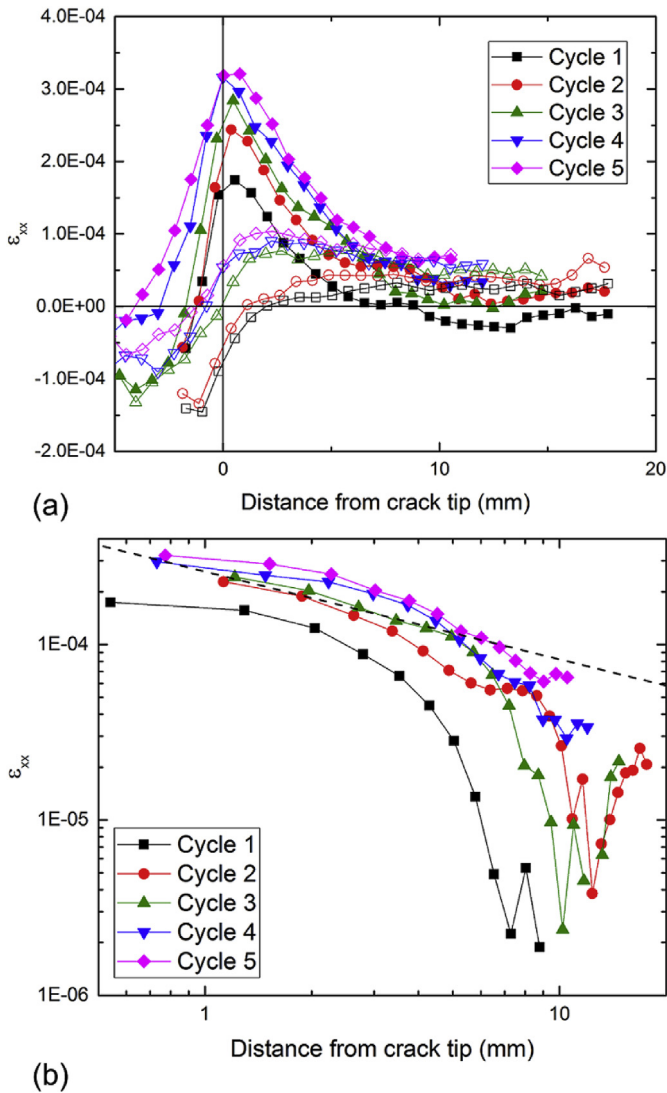 4.0E-04
3.0E-04
2.0E-04
1.0E-04
0.0E+00
-1.0E-04
-2.0E-04
εxx
Cycle 1
Cycle 2
Cycle 3
Cycle 4
Cycle 5
0 10 20
Distance from crack tip (mm)
(a)
1E-04
1E-05
1E-06
εxx
Cycle 1
Cycle 2
Cycle 3
Cycle 4
Cycle 5
1 10
Distance from crack tip (mm)
(b)